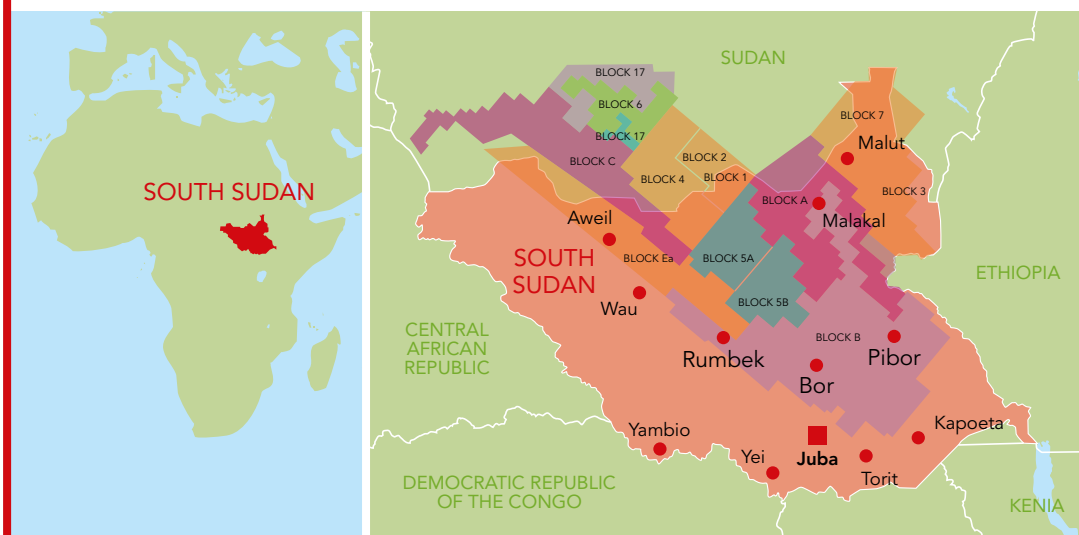 SOUTH SUDAN
SUDAN
BLOCK 17
BLOCK 6
BLOCK 17
BLOCK C
BLOCK 2
BLOCK 4
BLOCK 1
BLOCK 7
Malut
BLOCK 3
BLOCK A
Malakal
Aweil
SOUTH
SUDAN
BLOCK Ea
BLOCK 5A
BLOCK 5B
ETHIOPIA
Wau
CENTRAL
AFRICAN
REPUBLIC
BLOCK B
Rumbek
Pibor
Bor
Yambio
Kapoeta
Yei
Juba
Torit
DEMOCRATIC REPUBLIC
OF THE CONGO
KENIA